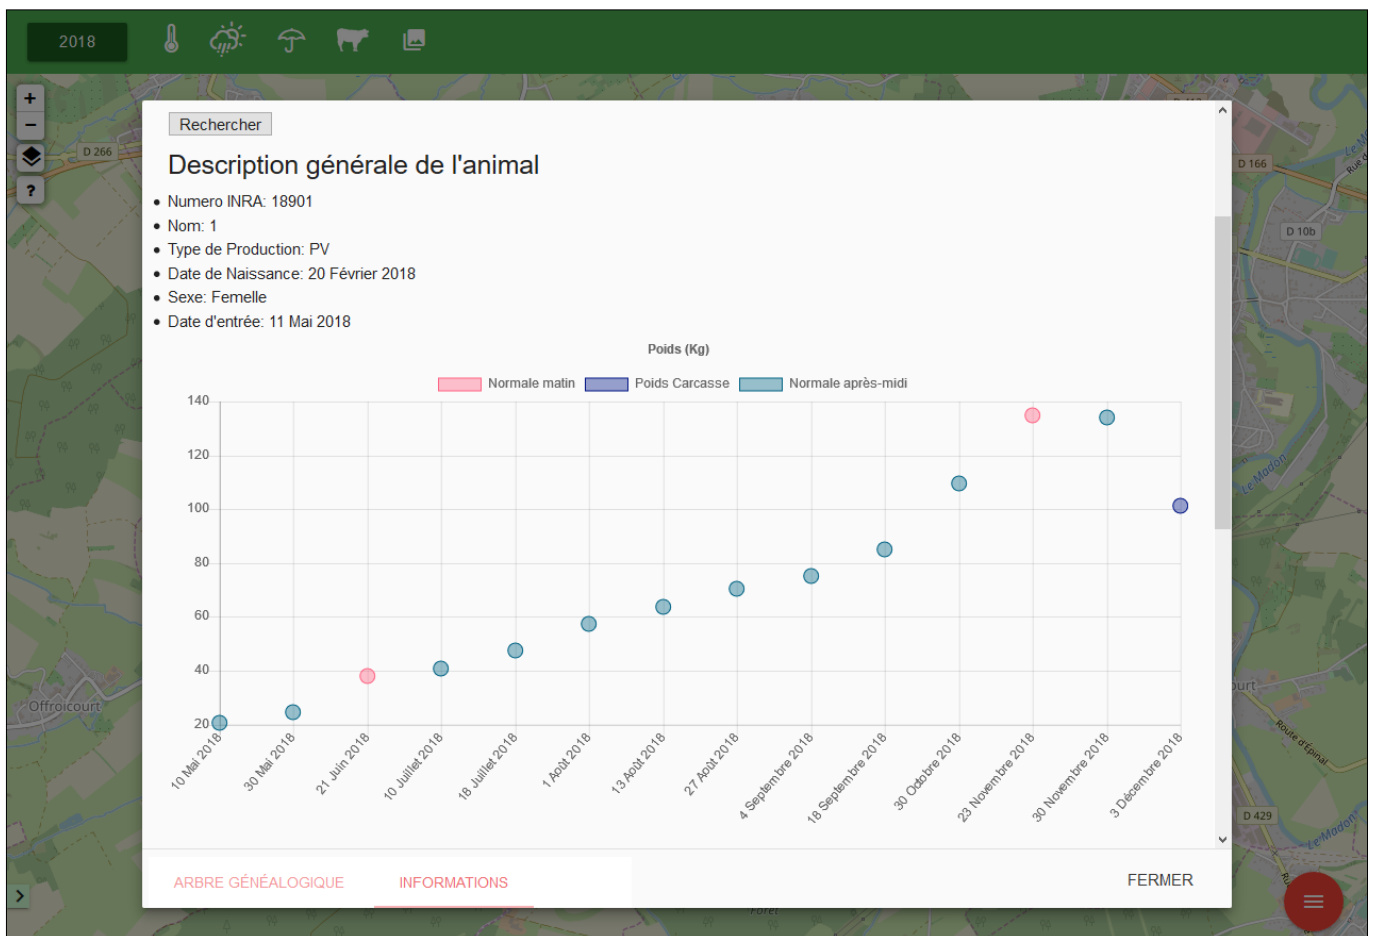 2018
+
−
?
D 266
D 166
D 10b
Le Madon
Offroicourt
Route d'Épinal
D 429
Le Madon
Rechercher
Description générale de l'animal
Numero INRA: 18901
Nom: 1
Type de Production: PV
Date de Naissance: 20 Février 2018
Sexe: Femelle
Date d'entrée: 11 Mai 2018
Poids (Kg)
Normale matin Poids Carcasse Normale après-midi
140
120
100
80
60
40
20
10 Mai 2018
30 Mai 2018
21 Juin 2018
10 Juillet 2018
18 Juillet 2018
1 Août 2018
13 Août 2018
27 Août 2018
4 Septembre 2018
18 Septembre 2018
30 Octobre 2018
23 Novembre 2018
30 Novembre 2018
3 Décembre 2018
ARBRE GÉNÉALOGIQUE INFORMATIONS FERMER